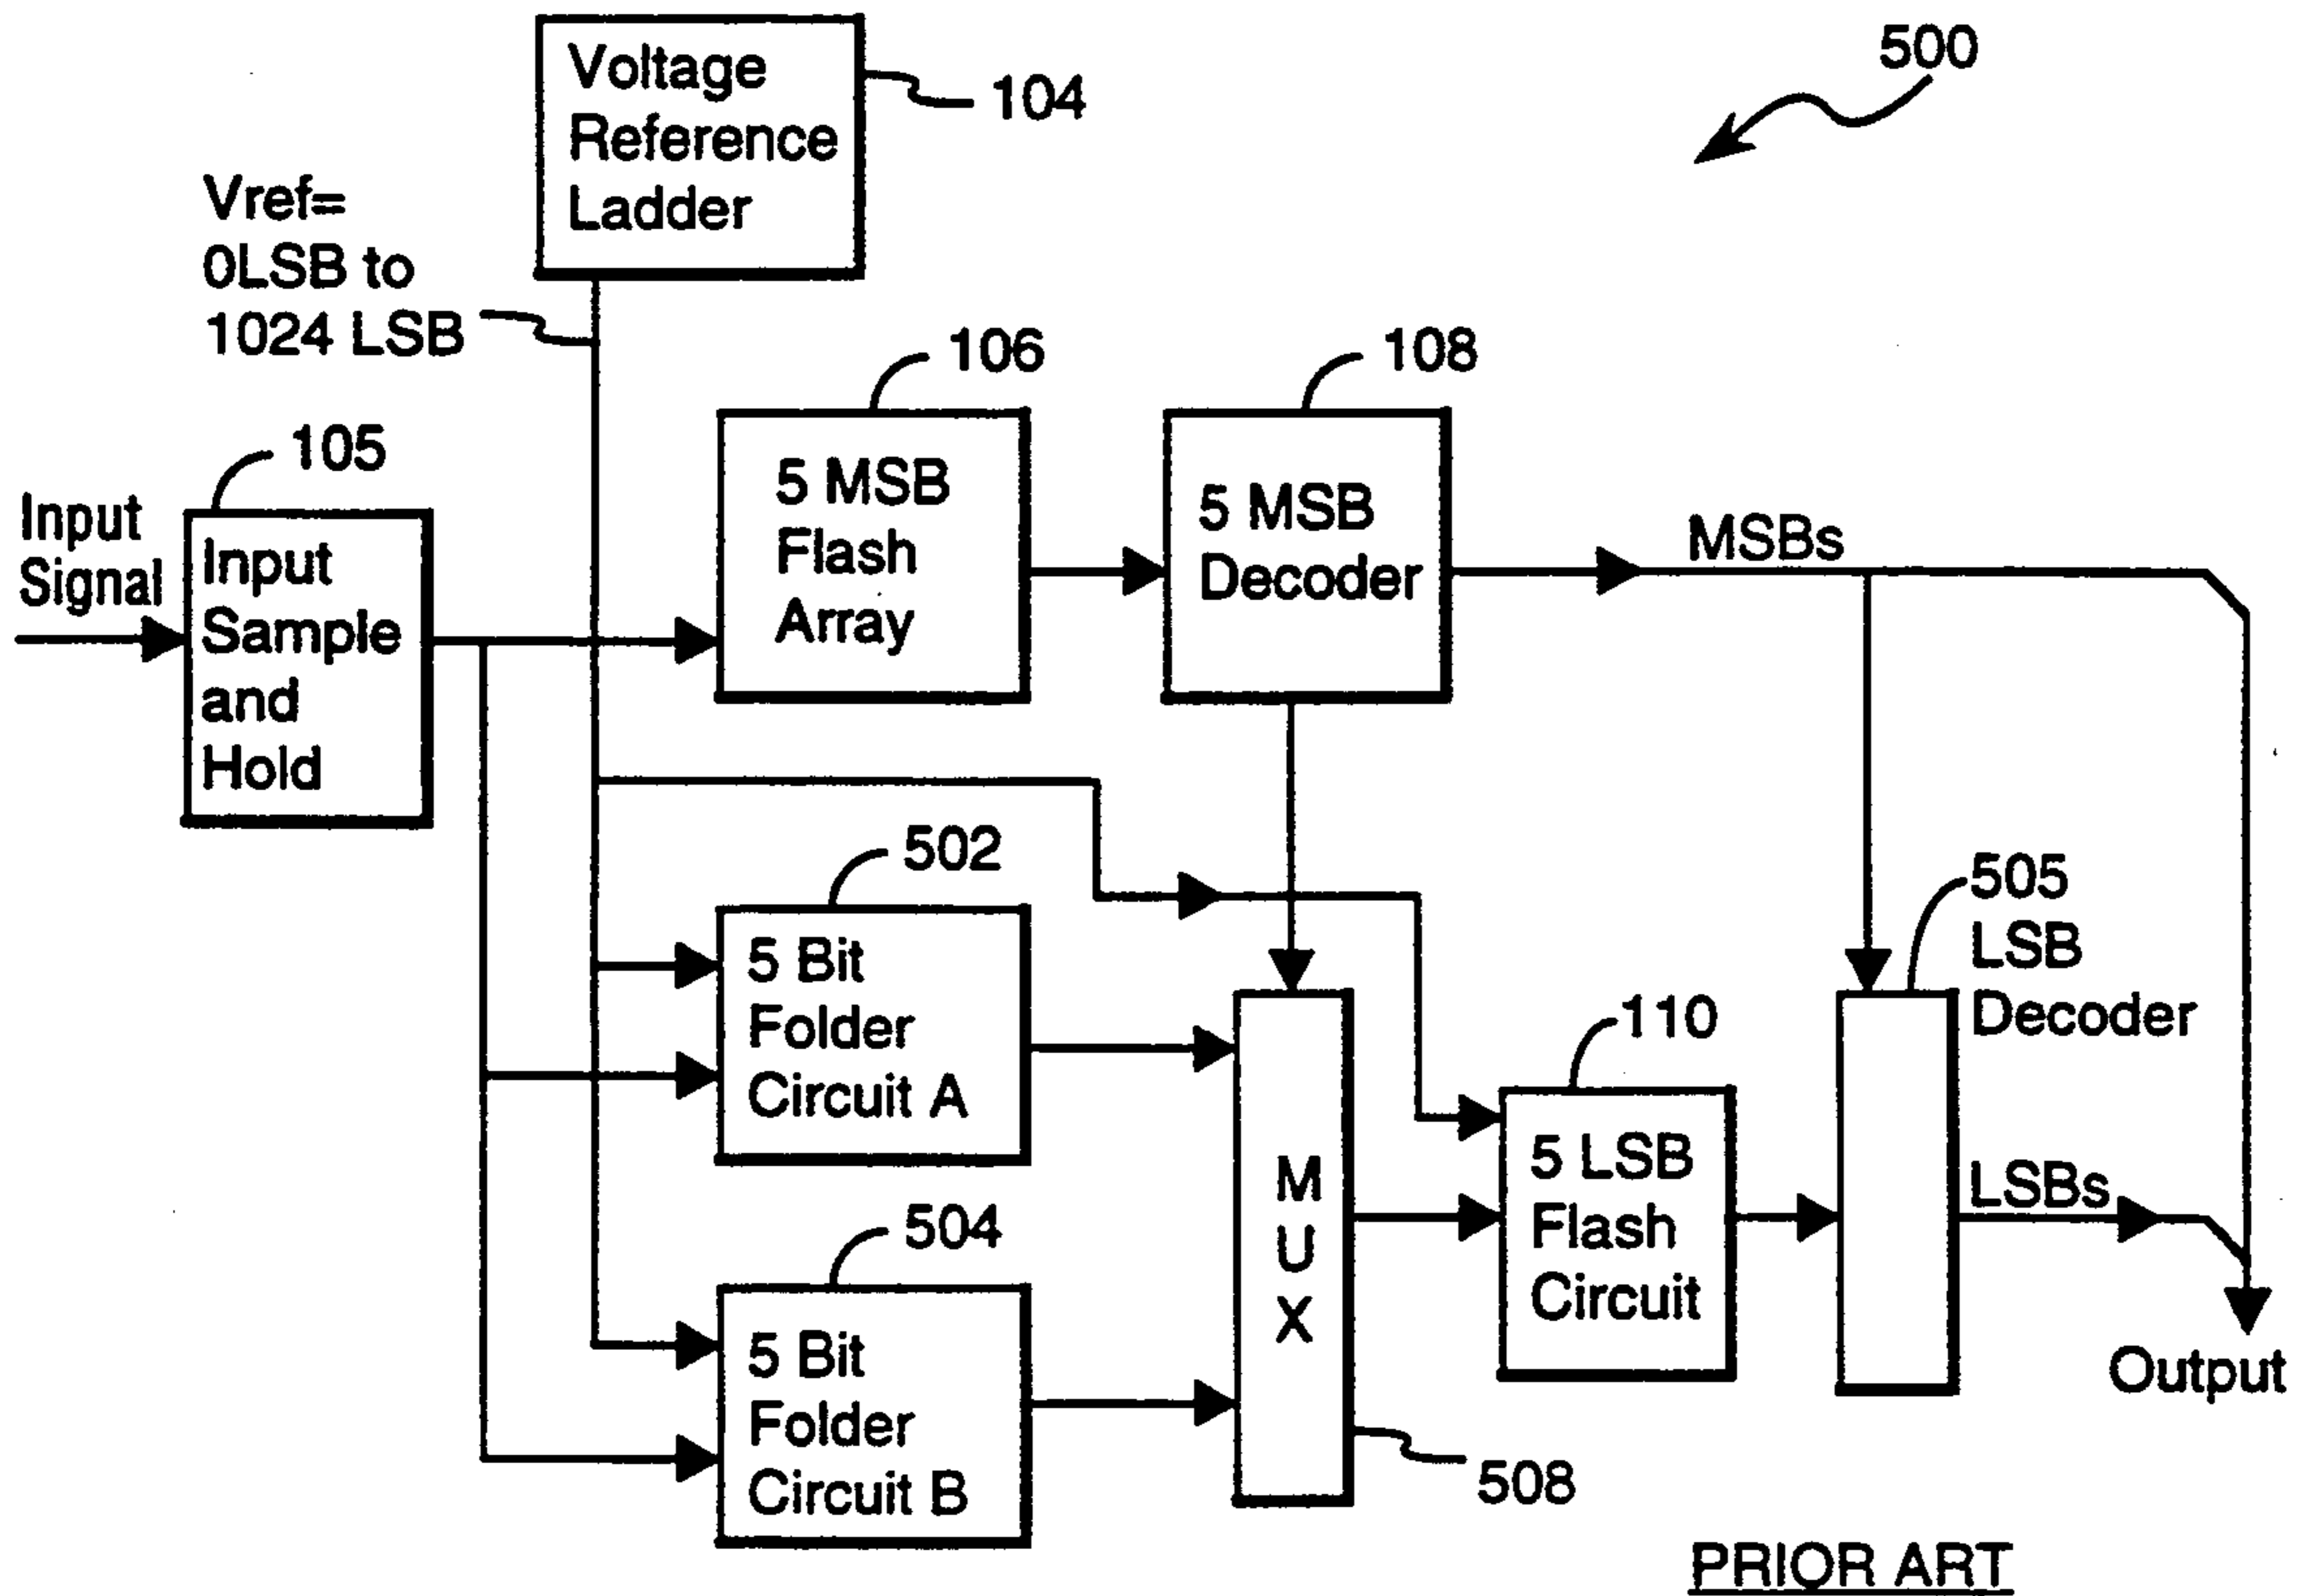 Voltage
Reference
Ladder
104
500
Vref=
0LSB to
1024 LSB
106
108
105
Input
Signal
Input
Sample
and
Hold
5 MSB
Flash
Array
5 MSB
Decoder
MSBs
502
5 Bit
Folder
Circuit A
505
LSB
Decoder
110
5 LSB
Flash
Circuit
LSBs
504
5 Bit
Folder
Circuit B
M
U
X
508
Output
PRIOR ART